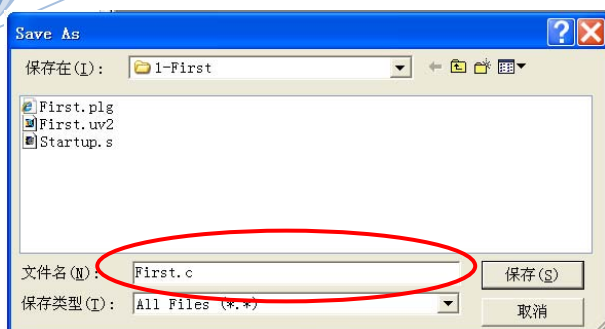 Save As
保存在(I): 1-First
First.plg
First.uv2
Startup.s
文件名(N): First.c 保存(S)
保存类型(T): All Files (*.*) 取消